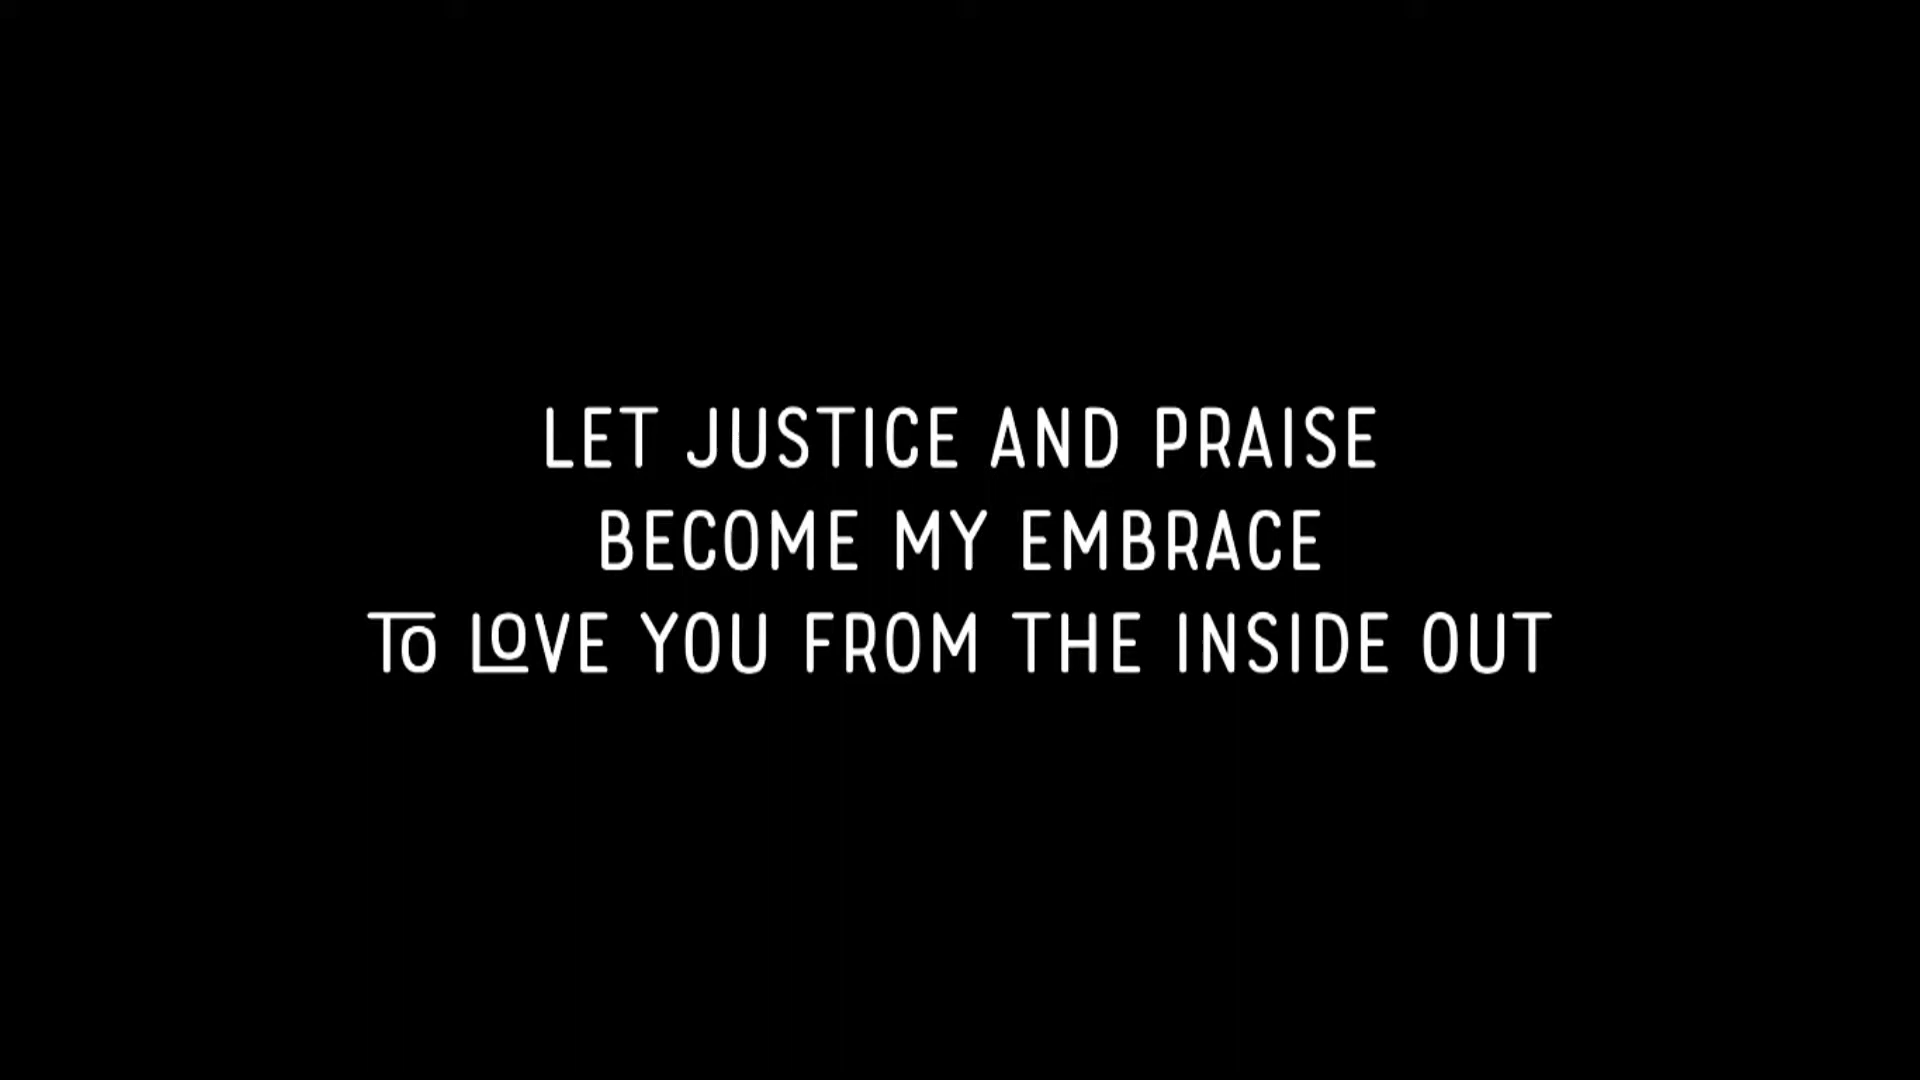 LET JUSTICE AND PRAISE
BECOME MY EMBRACE
TO LOVE YOU FROM THE INSIDE OUT